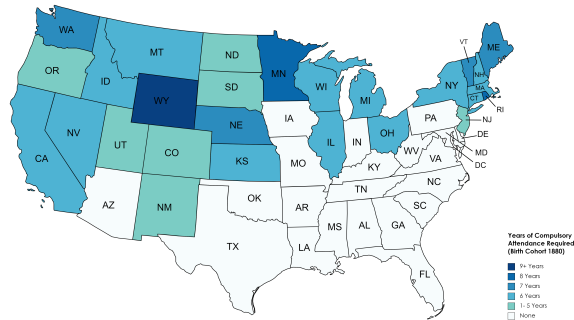 WA
VT
ME
MT
ND
OR
MN
NH
ID
SD
WI
NY
MA
MI
CT
RI
WY
IA
PA
NJ
NE
NV
OH
DE
IL
IN
MD
UT
CO
WV
DC
CA
KS
MO
VA
KY
NC
TN
OK
AZ
NM
AR
SC
MS
AL
GA
TX
LA
FL
Years of Compulsory
Attendance Required
(Birth Cohort 1880)
9+ Years
8 Years
7 Years
6 Years
1- 5 Years
None